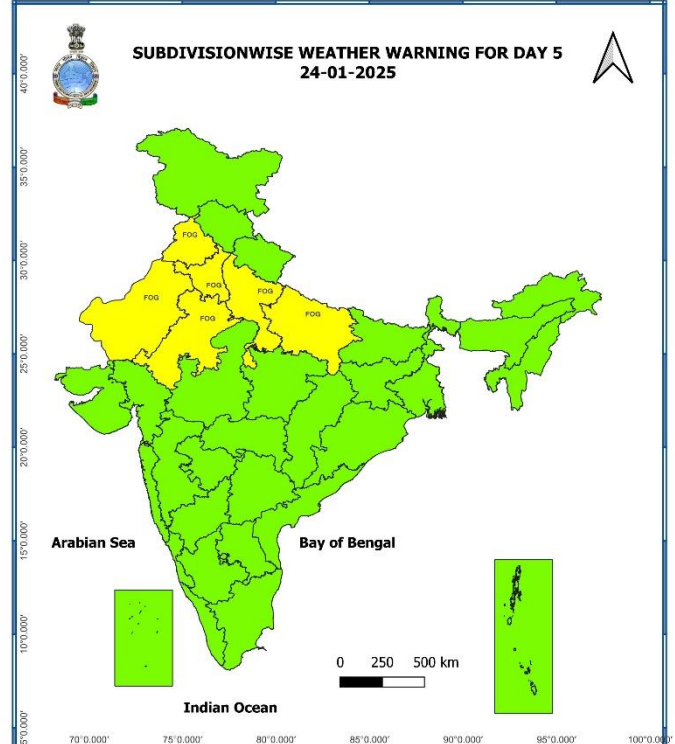 SUBDIVISIONWISE WEATHER WARNING FOR DAY 5
24-01-2025
40°0.000'
35°0.000'
FOG
30°0.000'
FOG
FOG
FOG
FOG
FOG
25°0.000'
20°0.000'
15°0.000'
Arabian Sea
Bay of Bengal
10°0.000'
0 250 500 km
Indian Ocean
5°0.000'
70°0.000' 75°0.000' 80°0.000' 85°0.000' 90°0.000' 95°0.000' 100°0.000'